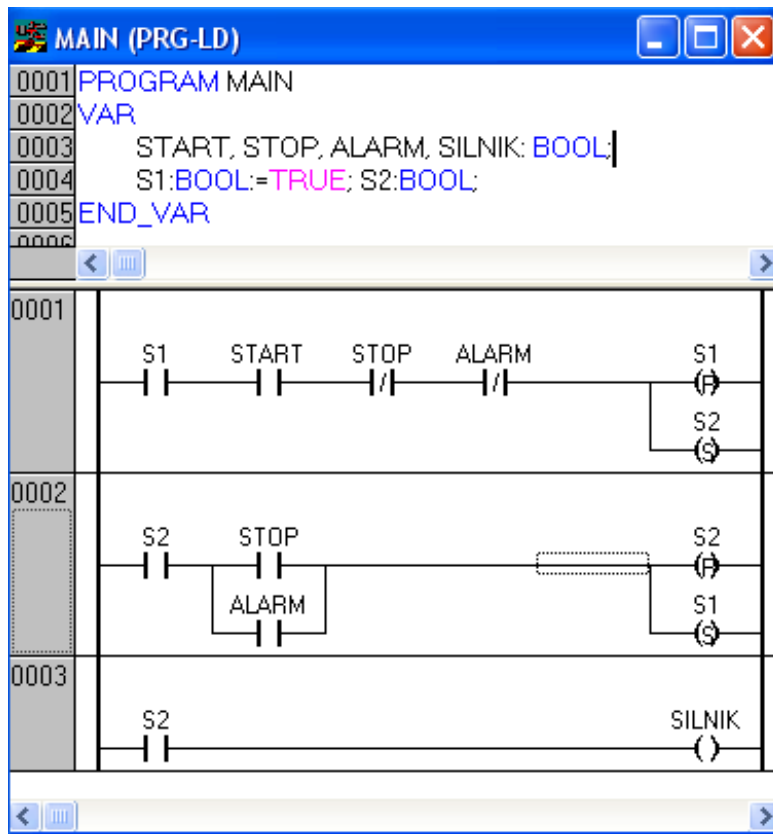 MAIN (PRG-LD)
0001 PROGRAM MAIN
0002 VAR
0003 START, STOP, ALARM, SILNIK: BOOL;
0004 S1:BOOL:=TRUE; S2:BOOL;
0005 END_VAR
0006
0001
S1 START STOP ALARM S1
/ / R
S2
S
0002
S2 STOP S2
R
ALARM S1
S
0003
S2 SILNIK